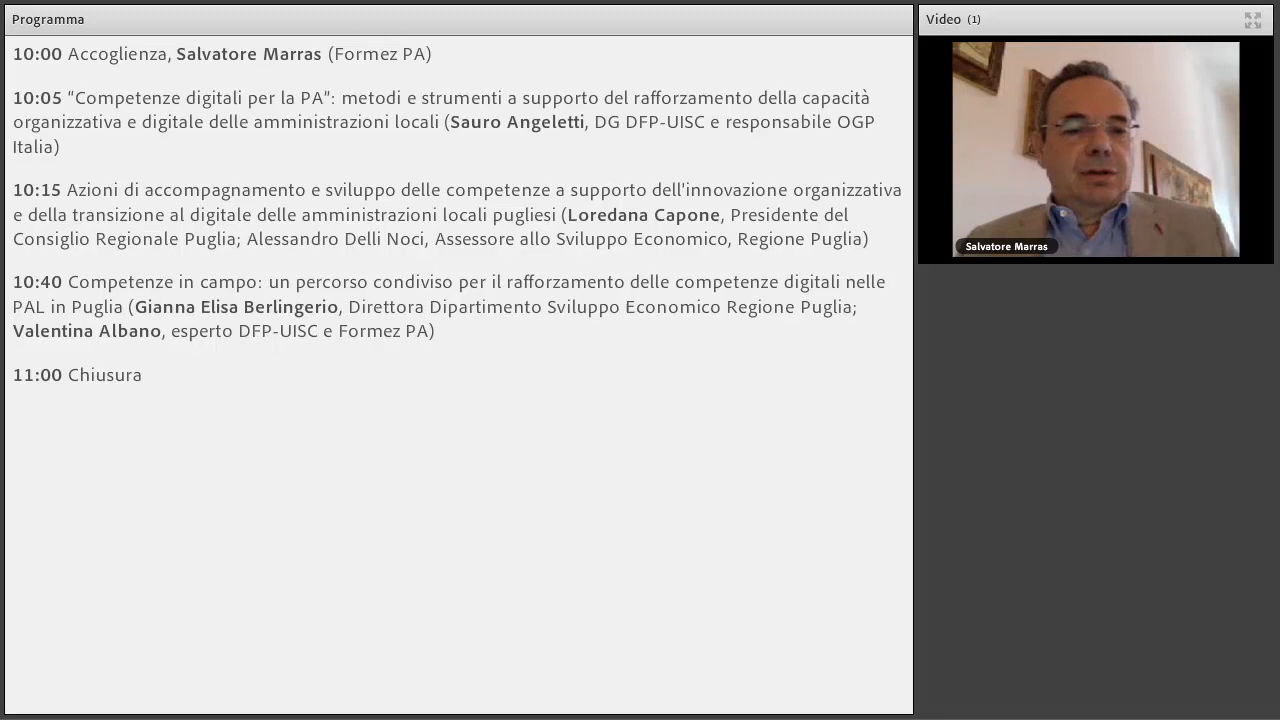 Programma
10:00 Accoglienza, Salvatore Marras (Formez PA)
10:05 "Competenze digitali per la PA": metodi e strumenti a supporto del rafforzamento della capacità
organizzativa e digitale delle amministrazioni locali (Sauro Angeletti, DG DFP-UISC e responsabile OGP
Italia)
10:15 Azioni di accompagnamento e sviluppo delle competenze a supporto dell'innovazione organizzativa
e della transizione al digitale delle amministrazioni locali pugliesi (Loredana Capone, Presidente del
Consiglio Regionale Puglia; Alessandro Delli Noci, Assessore allo Sviluppo Economico, Regione Puglia)
10:40 Competenze in campo: un percorso condiviso per il rafforzamento delle competenze digitali nelle
PAL in Puglia (Gianna Elisa Berlingerio, Direttora Dipartimento Sviluppo Economico Regione Puglia;
Valentina Albano, esperto DFP-UISC e Formez PA)
11:00 Chiusura
Video (1)
Salvatore Marras